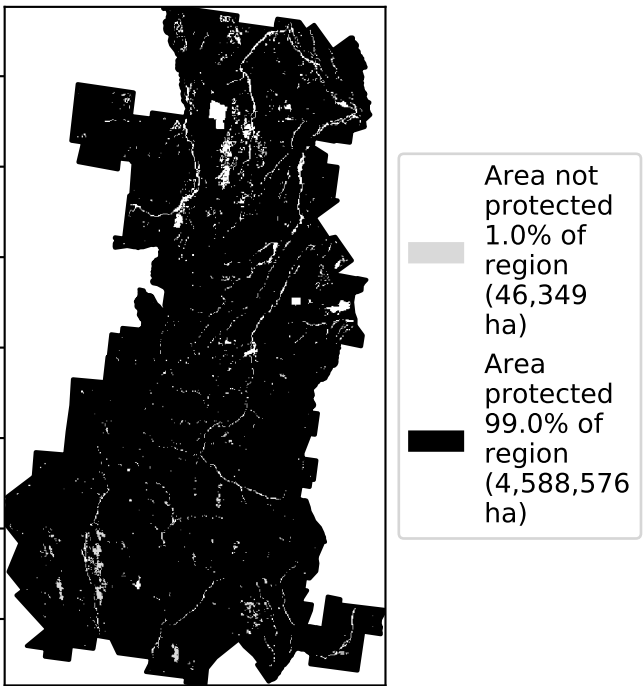 Area not
protected
1.0% of
region
(46,349
ha)
Area
protected
99.0% of
region
(4,588,576
ha)